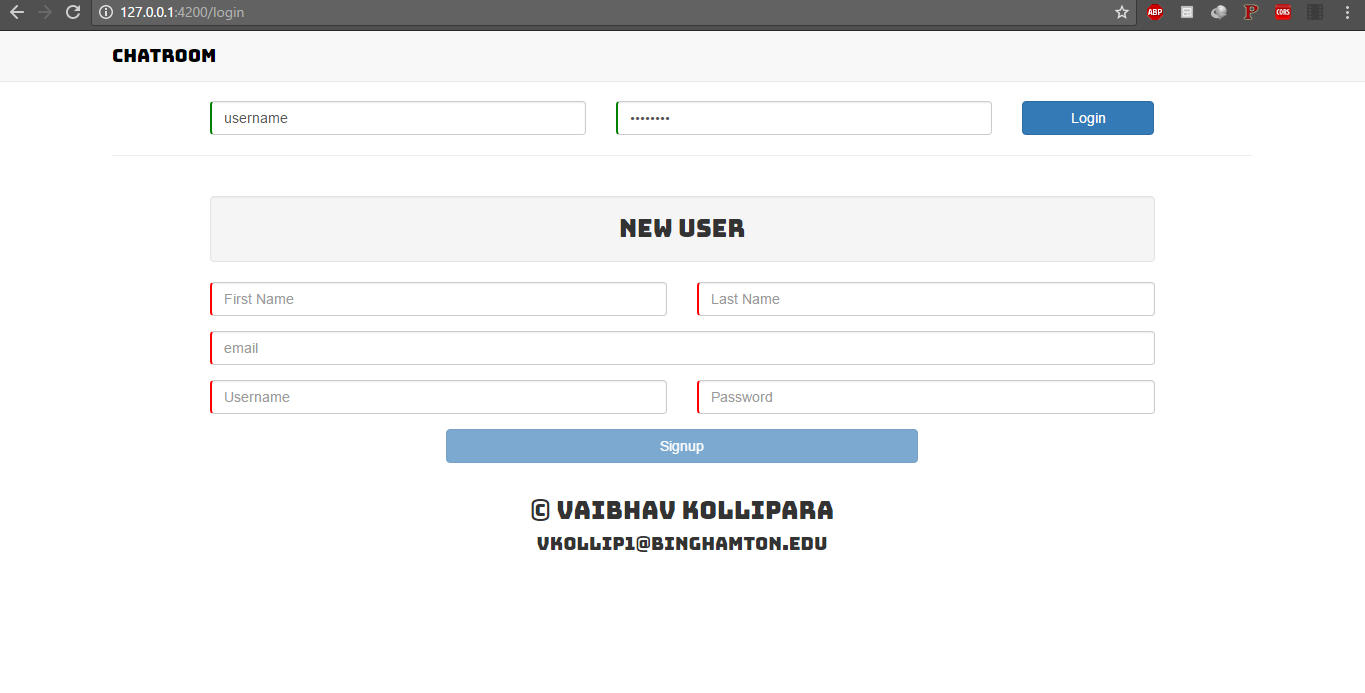 127.0.0.1:4200/login
ABP
P
CORS
CHATROOM
username
••••••••
Login
NEW USER
First Name
Last Name
email
Username
Password
Signup
© VAIBHAV KOLLIPARA
VKOLLIP1@BINGHAMTON.EDU